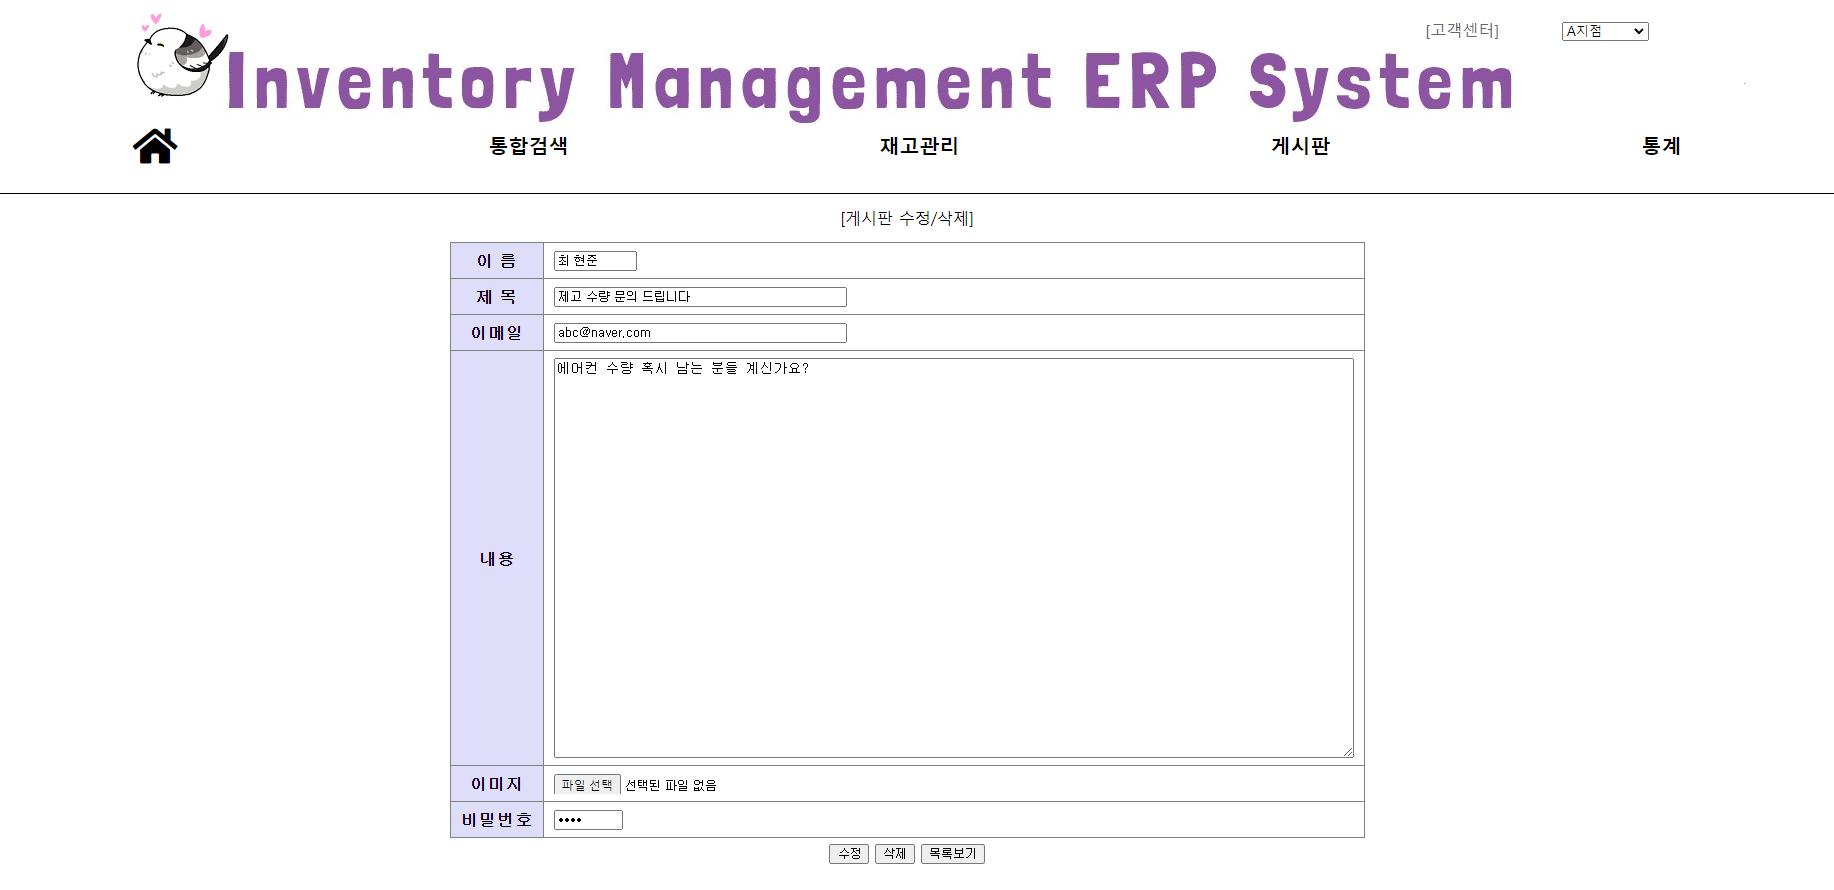 [고객센터] A지점
Inventory Management ERP System
통합검색 재고관리 게시판 통계
[게시판 수정/삭제]
이 름 최현준
제 목 제고 수량 문의 드립니다
이메일 abc@naver.com
내용 에어컨 수량 혹시 남는 분들 계신가요?
이미지 파일 선택 선택된 파일 없음
비밀번호 ••••
수정 삭제 목록보기